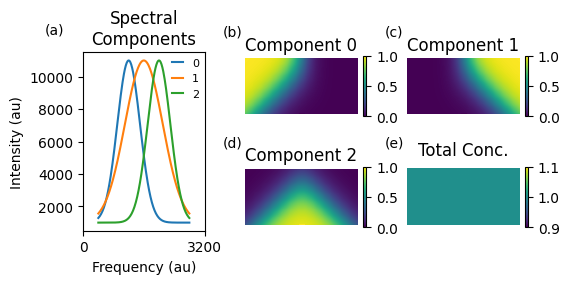 (a)
Spectral
Components
0
1
2
10000
8000
6000
4000
2000
Intensity (au)
0
3200
Frequency (au)
(b)
Component 0
1.0
0.5
0.0
(c)
Component 1
1.0
0.5
0.0
(d)
Component 2
1.0
0.5
0.0
(e)
Total Conc.
1.1
1.0
0.9